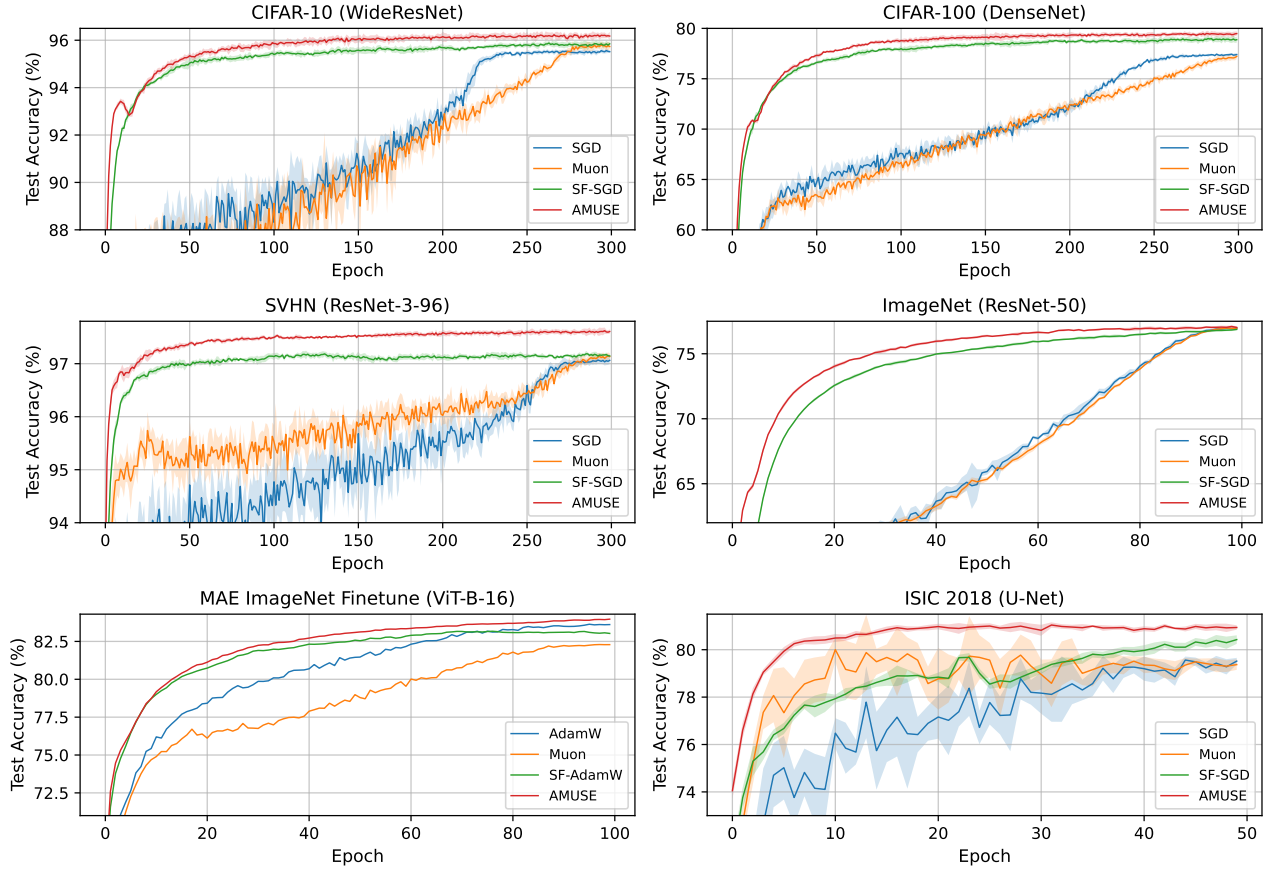 CIFAR-10 (WideResNet)
Test Accuracy (%)
96
94
92
90
88
0 50 100 150 200 250 300
Epoch
SGD
Muon
SF-SGD
AMUSE
CIFAR-100 (DenseNet)
Test Accuracy (%)
80
75
70
65
60
0 50 100 150 200 250 300
Epoch
SGD
Muon
SF-SGD
AMUSE
SVHN (ResNet-3-96)
Test Accuracy (%)
97
96
95
94
0 50 100 150 200 250 300
Epoch
SGD
Muon
SF-SGD
AMUSE
ImageNet (ResNet-50)
Test Accuracy (%)
75
70
65
0 20 40 60 80 100
Epoch
SGD
Muon
SF-SGD
AMUSE
MAE ImageNet Finetune (ViT-B-16)
Test Accuracy (%)
82.5
80.0
77.5
75.0
72.5
0 20 40 60 80 100
Epoch
AdamW
Muon
SF-AdamW
AMUSE
ISIC 2018 (U-Net)
Test Accuracy (%)
80
78
76
74
0 10 20 30 40 50
Epoch
SGD
Muon
SF-SGD
AMUSE